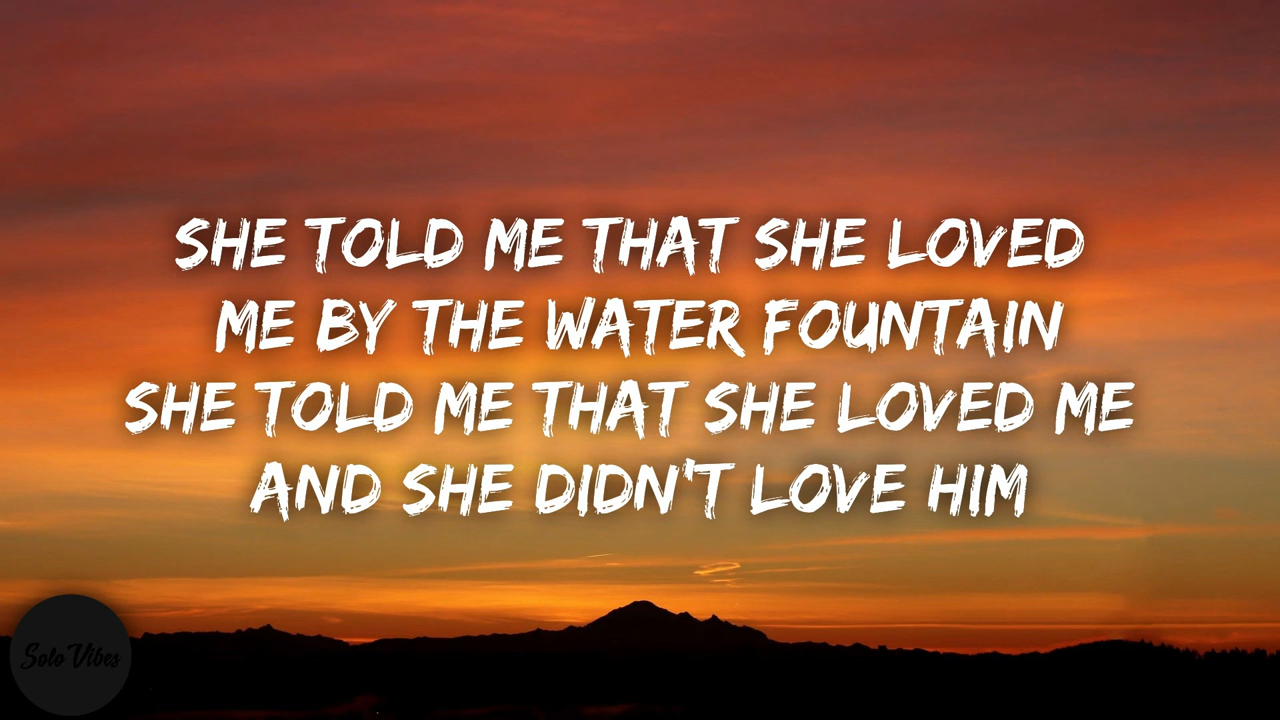 SHE TOLD ME THAT SHE LOVED
ME BY THE WATER FOUNTAIN
SHE TOLD ME THAT SHE LOVED ME
AND SHE DIDN'T LOVE HIM
Solo Vibes